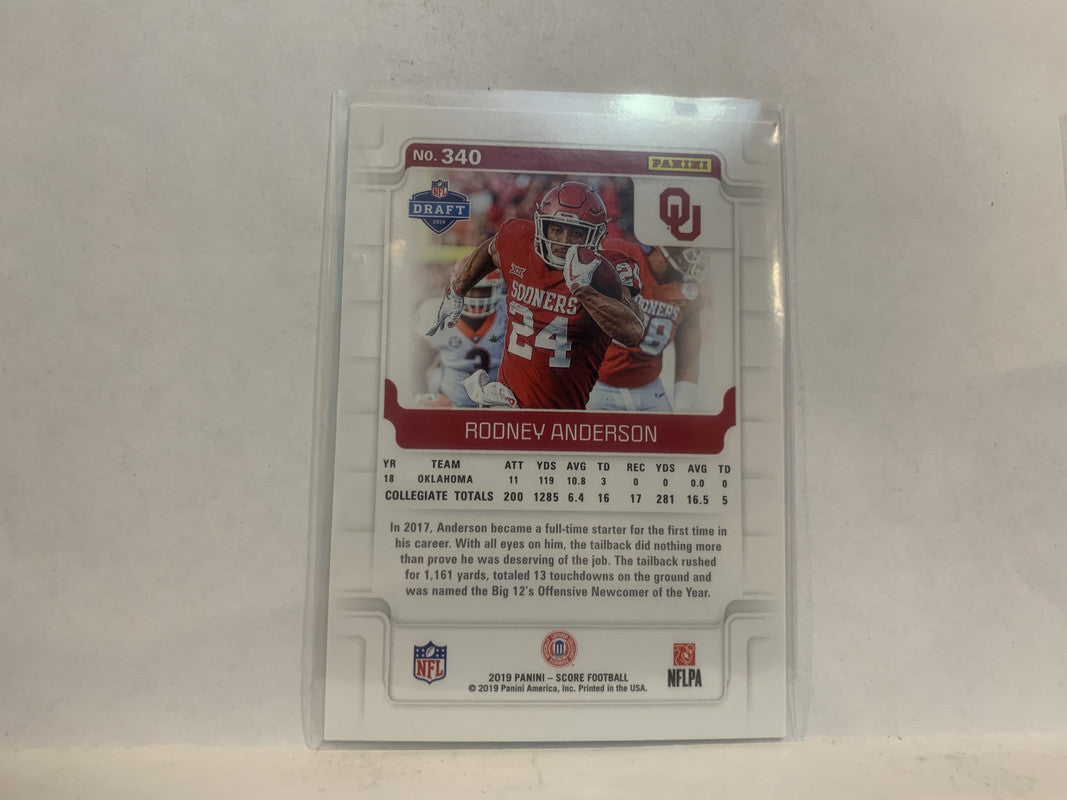 NO. 340
PANINI
NFL
DRAFT
2019
OU
SOONERS
24
24
YR TEAM ATT YDS AVG TD REC YDS AVG TD
RODNEY ANDERSON
18 OKLAHOMA 11 119 10.8 3 0 0 0.0 0
COLLEGIATE TOTALS 200 1285 6.4 16 17 281 16.5 5
In 2017, Anderson became a full-time starter for the first time in
his career. With all eyes on him, the tailback did nothing more
than prove he was deserving of the job. The tailback rushed
for 1,161 yards, totaled 13 touchdowns on the ground and
was named the Big 12's Offensive Newcomer of the Year.
NFL
NFLPA
2019 PANINI – SCORE FOOTBALL
© 2019 Panini America, Inc. Printed in the USA.